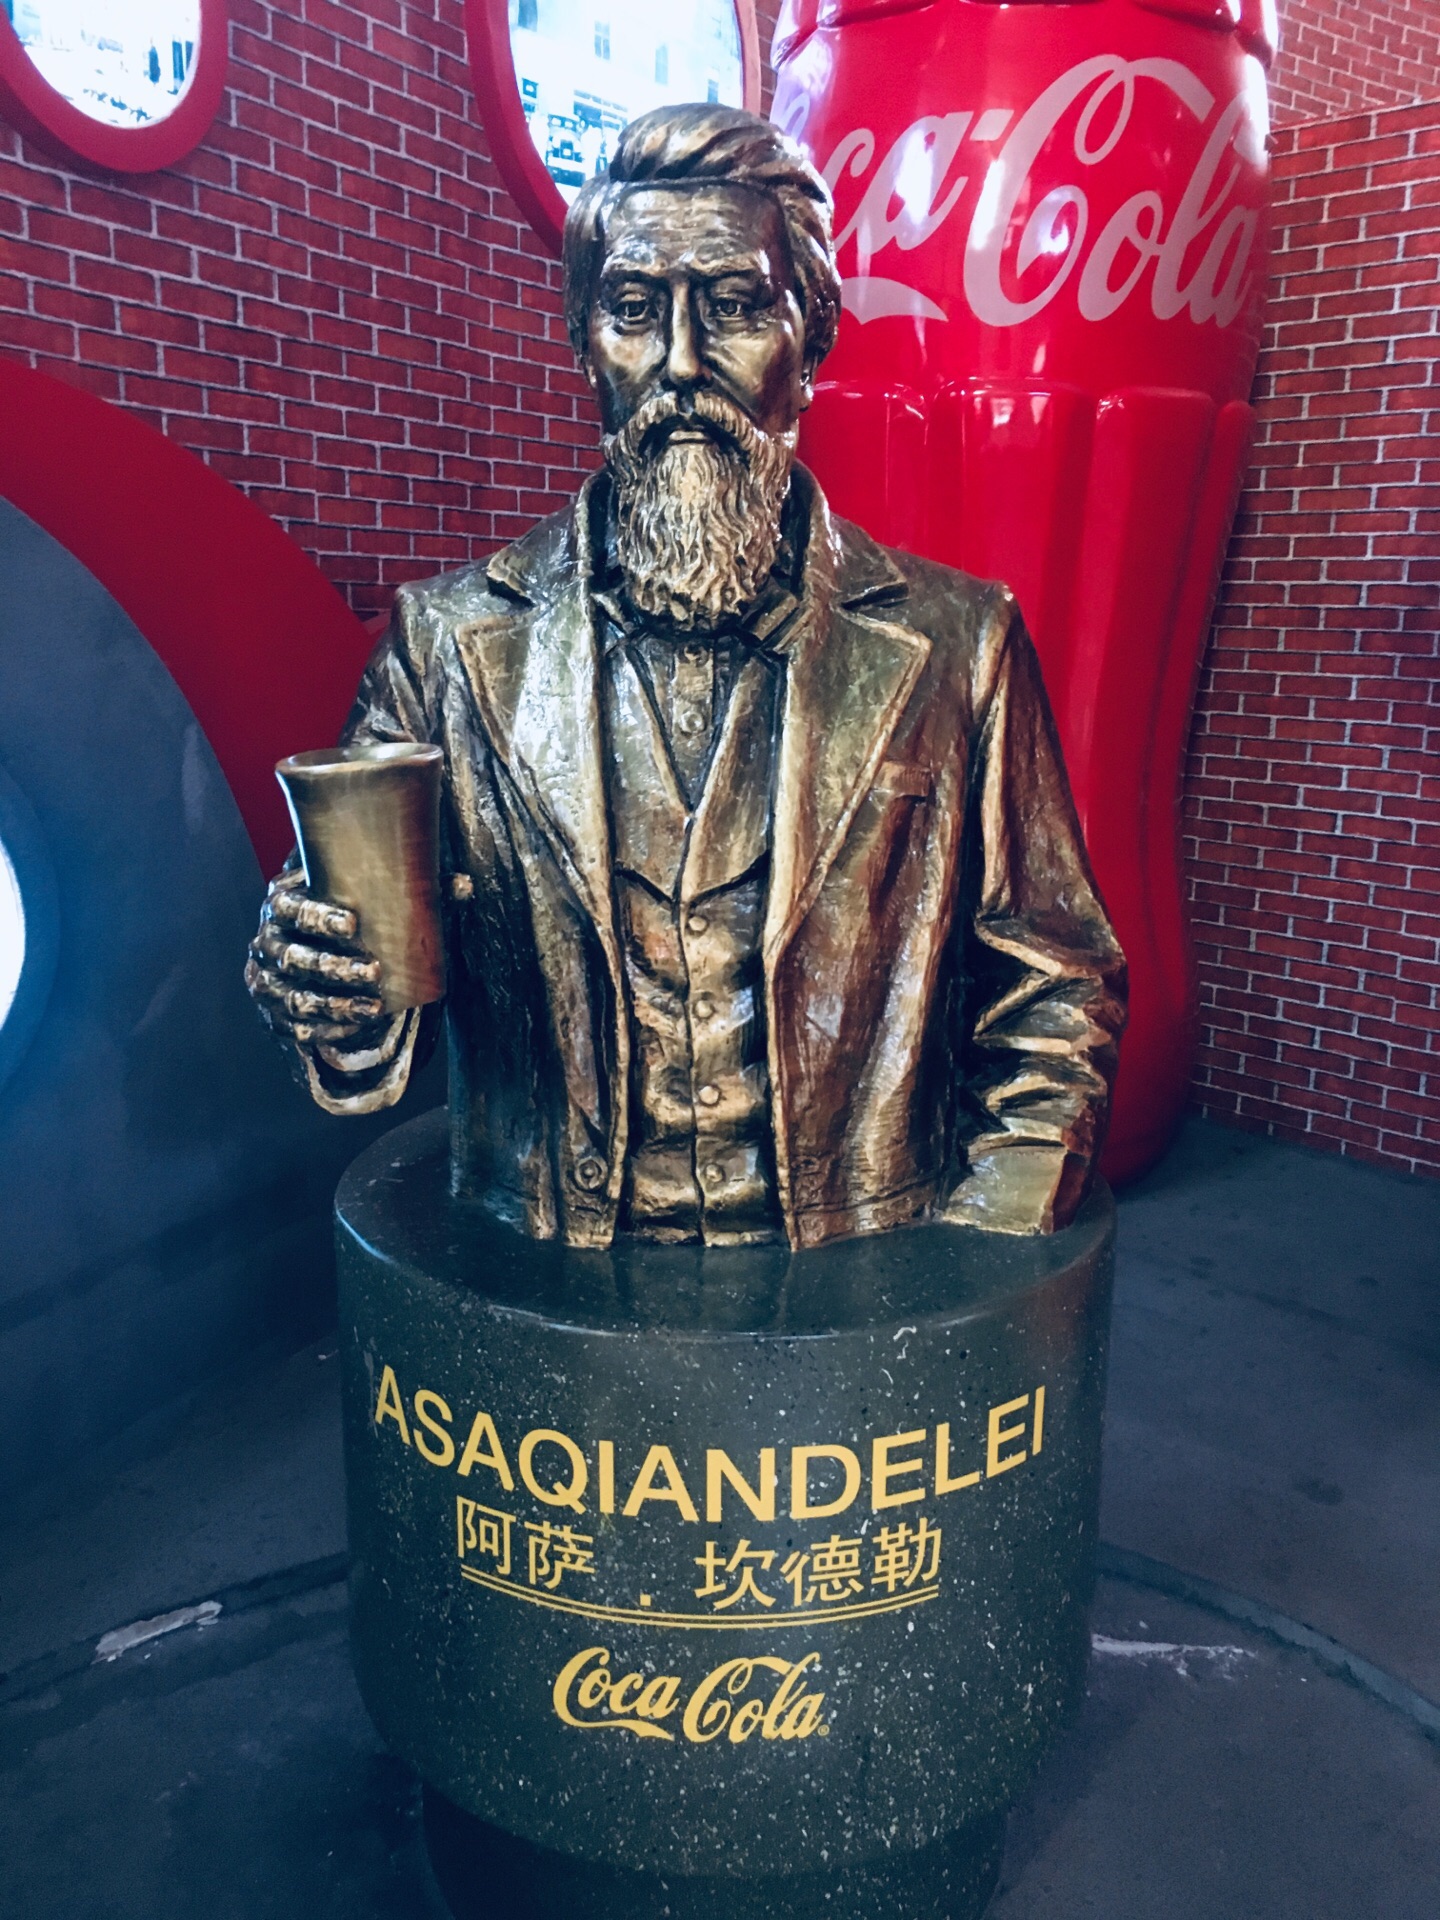 Coca-Cola
ASAQIANDELEI
阿萨.坎德勒
Coca-Cola®